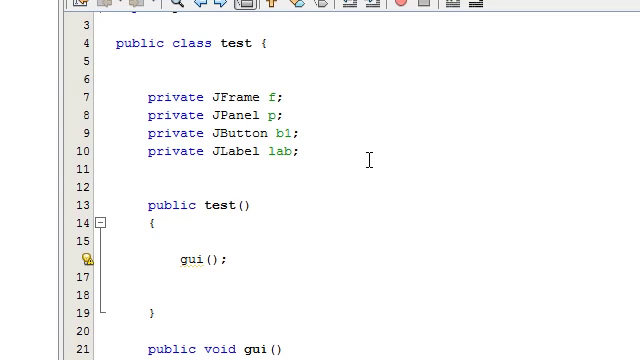 3
4 public class test {
5
6
7 private JFrame f;
8 private JPanel p;
9 private JButton b1;
10 private JLabel lab;
11
12
13 public test()
14 {
15
gui();
17
18
19 }
20
21 public void gui()